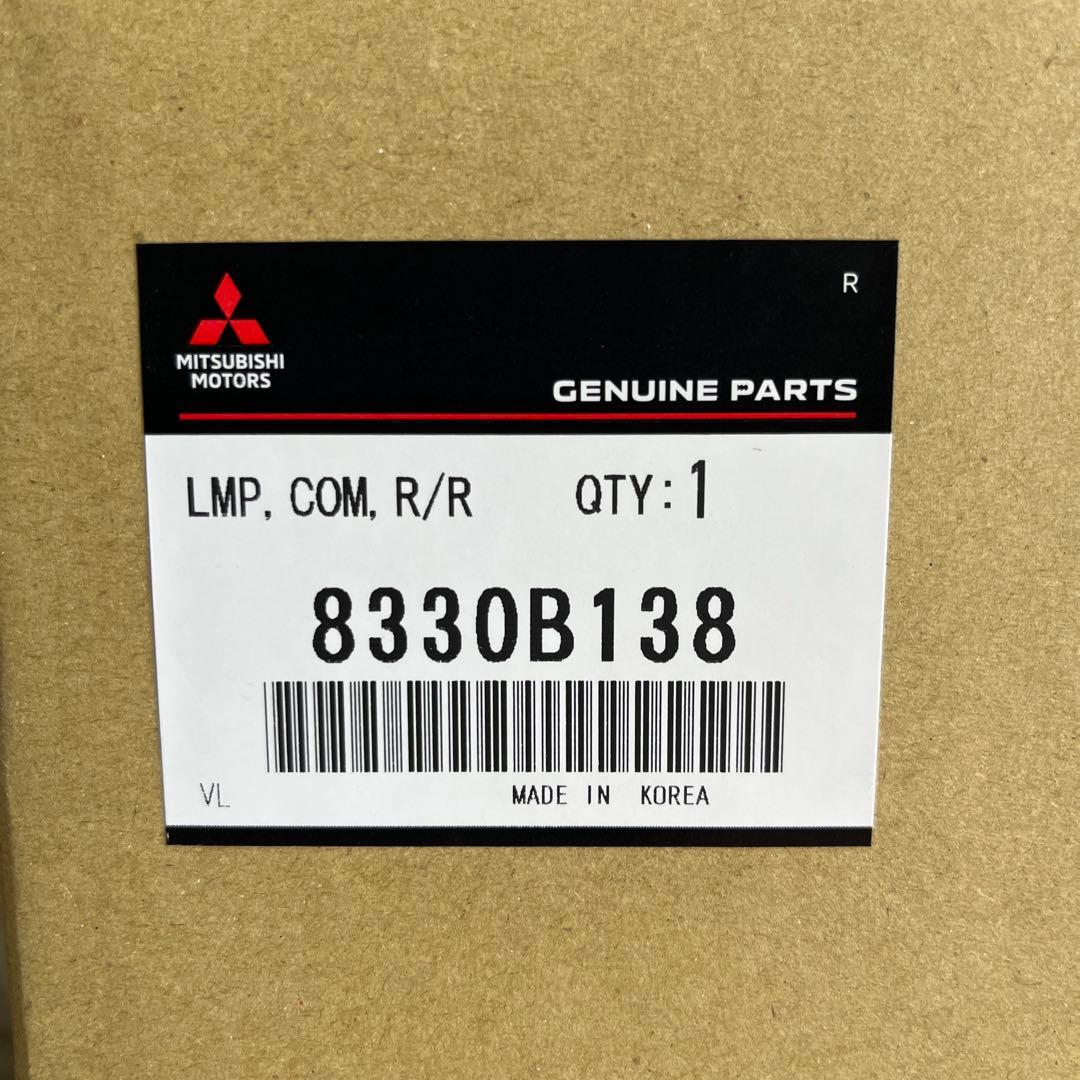 R
MITSUBISHI
MOTORS
GENUINE PARTS
LMP, COM, R/R QTY: 1
8330B138
VL MADE IN KOREA